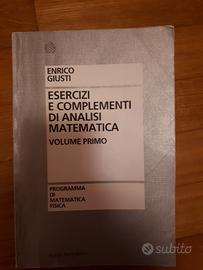 ENRICO
GIUSTI
ESERCIZI
E COMPLEMENTI
DI ANALISI
MATEMATICA
VOLUME PRIMO
PROGRAMMA
DI
MATEMATICA
FISICA
subito